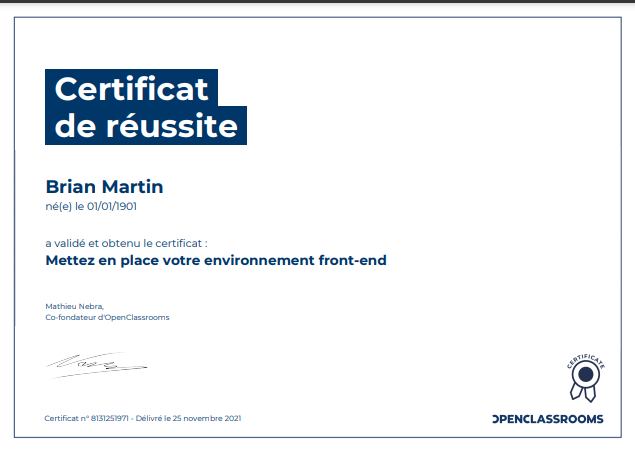 Certificat
de réussite
Brian Martin
né(e) le 01/01/1901
a validé et obtenu le certificat :
Mettez en place votre environnement front-end
Mathieu Nebra,
Co-fondateur d'OpenClassrooms
CERTIFICATE
Certificat n° 8131251971 - Délivré le 25 novembre 2021
OPENCLASSROOMS